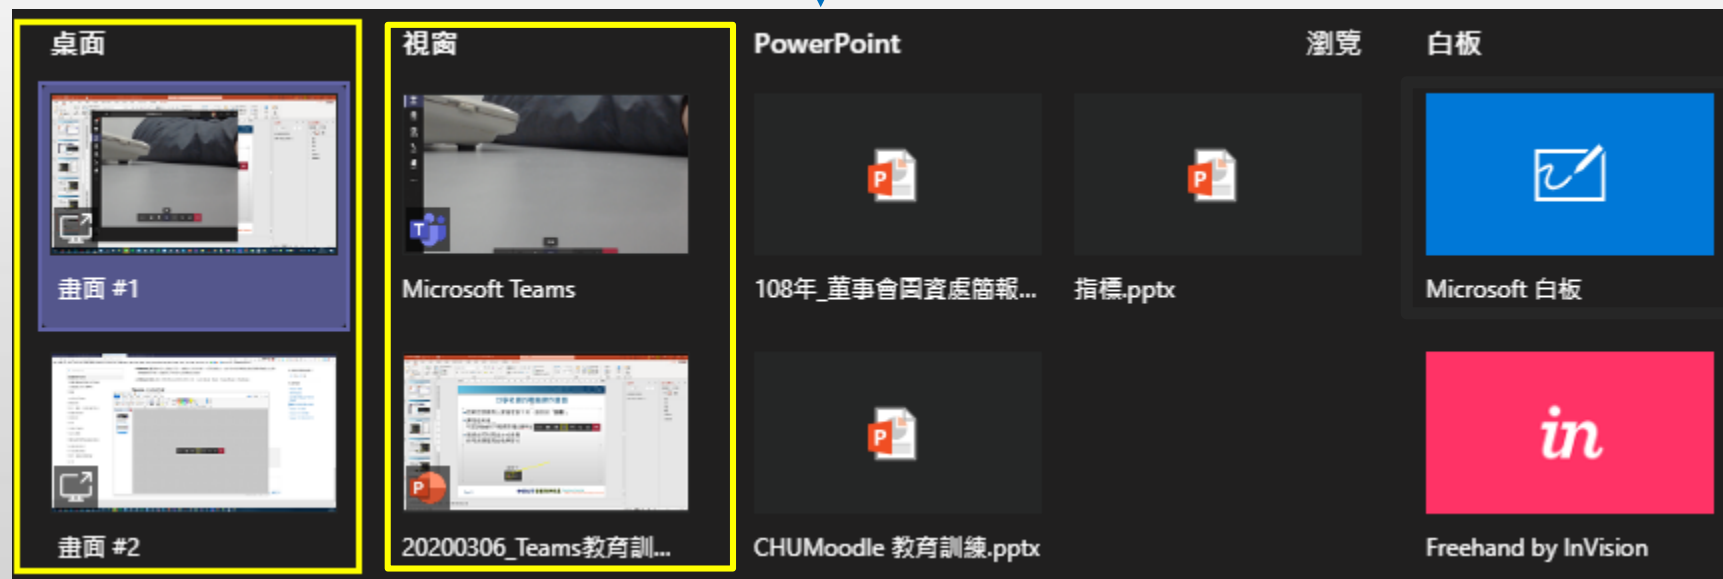 桌面
畫面 #1
畫面 #2
視窗
Microsoft Teams
20200306_Teams教育訓...
PowerPoint
瀏覽
108年_董事會圖資處簡報...
指標.pptx
CHUMoodle 教育訓練.pptx
白板
Microsoft 白板
in
Freehand by InVision